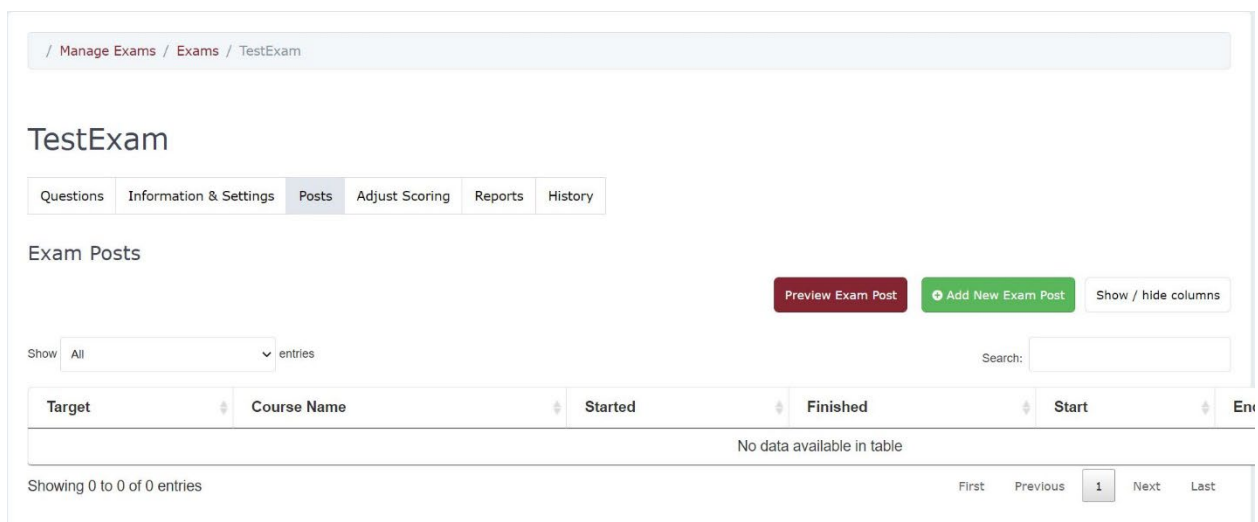 / Manage Exams / Exams / TestExam
TestExam
Questions Information & Settings Posts Adjust Scoring Reports History
Exam Posts
Preview Exam Post Add New Exam Post Show / hide columns
Show All entries Search:
Target Course Name Started Finished Start En
No data available in table
Showing 0 to 0 of 0 entries First Previous 1 Next Last